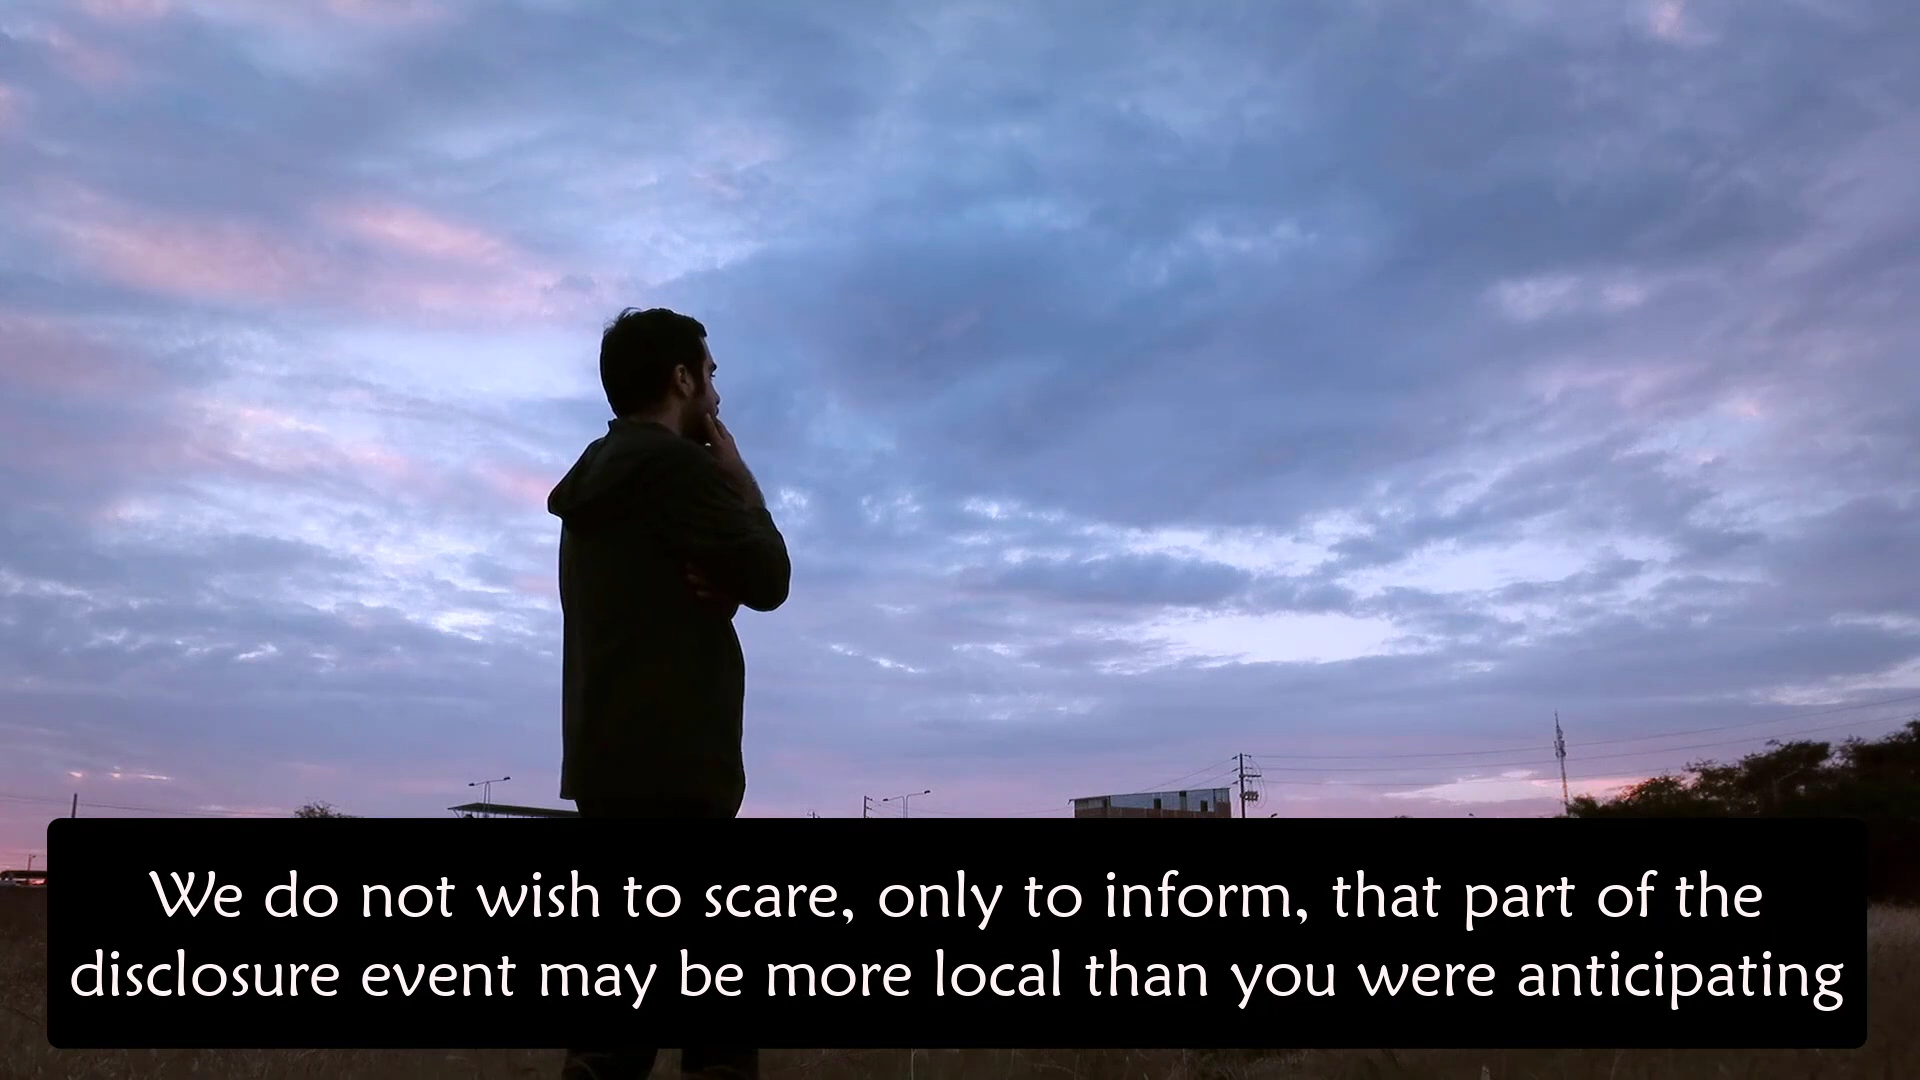 We do not wish to scare, only to inform, that part of the
disclosure event may be more local than you were anticipating